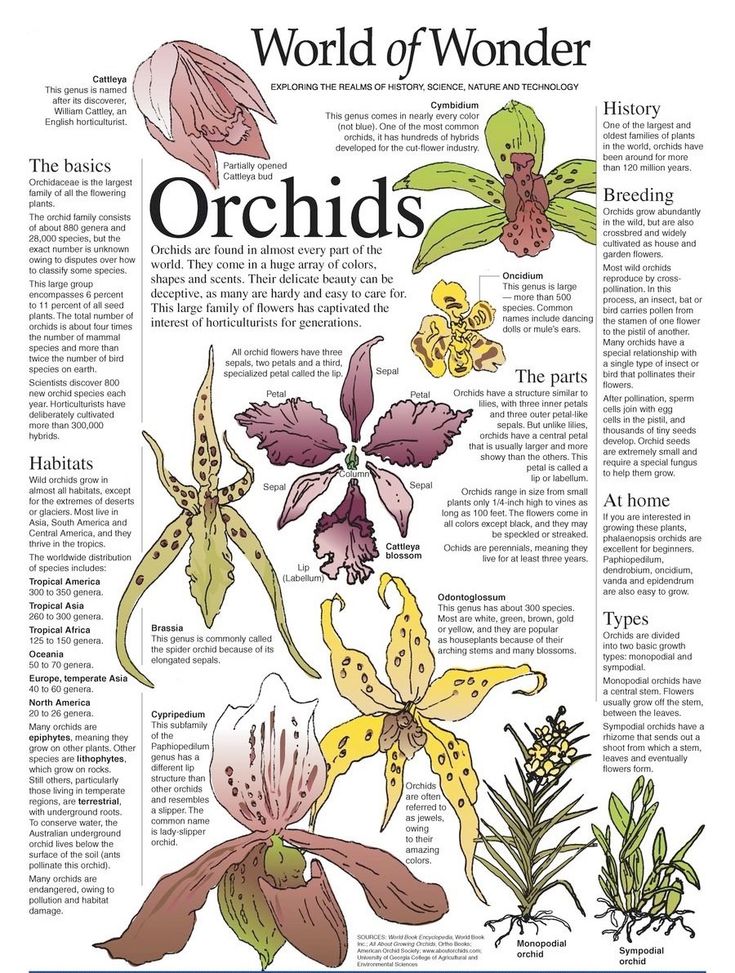 World of Wonder
EXPLORING THE REALMS OF HISTORY, SCIENCE, NATURE AND TECHNOLOGY
Cattleya
This genus is named
after its discoverer,
William Cattley, an
English horticulturist.
Partially opened
Cattleya bud
Cymbidium
This genus comes in nearly every color
(not blue). One of the most common
orchids, it has hundreds of hybrids
developed for the cut-flower industry.
Orchids
Orchids are found in almost every part of the
world. They come in a huge array of colors,
shapes and scents. Their delicate beauty can be
deceptive, as many are hardy and easy to care for.
This large family of flowers has captivated the
interest of horticulturists for generations.
The basics
Orchidaceae is the largest
family of all the flowering
plants.
The orchid family consists
of about 880 genera and
28,000 species, but the
exact number is unknown
owing to disputes over how
to classify some species.
This large group
encompasses 6 percent
to 11 percent of all seed
plants. The total number of
orchids is about four times
the number of mammal
species and more than
twice the number of bird
species on earth.
Scientists discover 800
new orchid species each
year. Horticulturists have
deliberately cultivated
more than 300,000
hybrids.
Habitats
Wild orchids grow in
almost all habitats, except
for the extremes of deserts
or glaciers. Most live in
Asia, South America and
Central America, and they
thrive in the tropics.
The worldwide distribution
of species includes:
Tropical America
300 to 350 genera.
Tropical Asia
260 to 300 genera.
Tropical Africa
125 to 150 genera.
Oceania
50 to 70 genera.
Europe, temperate Asia
40 to 60 genera.
North America
20 to 26 genera.
Many orchids are
epiphytes, meaning they
grow on other plants. Other
species are lithophytes,
which grow on rocks.
Still others, particularly
those living in temperate
regions, are terrestrial,
with underground roots.
To conserve water, the
Australian underground
orchid lives below the
surface of the soil (ants
pollinate this orchid).
Many orchids are
endangered, owing to
pollution and habitat
damage.
All orchid flowers have three
sepals, two petals and a third,
specialized petal called the lip.
Sepal
Petal
Petal
Column
Sepal
Sepal
Lip
(Labellum)
Cattleya
blossom
Oncidium
This genus is large
— more than 500
species. Common
names include dancing
dolls or mule's ears.
The parts
Orchids have a structure similar to
lilies, with three inner petals
and three outer petal-like
sepals. But unlike lilies,
orchids have a central petal
that is usually larger and more
showy than the others. This
petal is called a
lip or labellum.
Orchids range in size from small
plants only 1/4-inch high to vines as
long as 100 feet. The flowers come in
all colors except black, and they may
be speckled or streaked.
Ochids are perennials, meaning they
live for at least three years.
Brassia
This genus is commonly called
the spider orchid because of its
elongated sepals.
Odontoglossum
This genus has about 300 species.
Most are white, green, brown, gold
or yellow, and they are popular
as houseplants because of their
arching stems and many blossoms.
Cypripedium
This subfamily
of the
Paphiopedilum
genus has a
different lip
structure than
other orchids
and resembles
a slipper. The
common name
is lady-slipper
orchid.
Orchids
are often
referred to
as jewels,
owing
to their
amazing
colors.
History
One of the largest and
oldest families of plants
in the world, orchids have
been around for more
than 120 million years.
Breeding
Orchids grow abundantly
in the wild, but are also
crossbred and widely
cultivated as house and
garden flowers.
Most wild orchids
reproduce by cross-
pollination. In this
process, an insect, bat or
bird carries pollen from
the stamen of one flower
to the pistil of another.
Many orchids have a
special relationship with
a single type of insect or
bird that pollinates their
flowers.
After pollination, sperm
cells join with egg
cells in the pistil, and
thousands of tiny seeds
develop. Orchid seeds
are extremely small and
require a special fungus
to help them grow.
At home
If you are interested in
growing these plants,
phalaenopsis orchids are
excellent for beginners.
Paphiopedilum,
dendrobium, oncidium,
vanda and epidendrum
are also easy to grow.
Types
Orchids are divided
into two basic growth
types: monopodial and
sympodial.
Monopodial orchids have
a central stem. Flowers
usually grow off the stem,
between the leaves.
Sympodial orchids have a
rhizome that sends out a
shoot from which a stem,
leaves and eventually
flowers form.
Monopodial
orchid
Sympodial
orchid
SOURCES: World Book Encyclopedia, World Book
Inc.; All About Growing Orchids, Ortho Books;
American Orchid Society; www.aboutorchids.com;
University of Georgia College of Agricultural and
Environmental Sciences